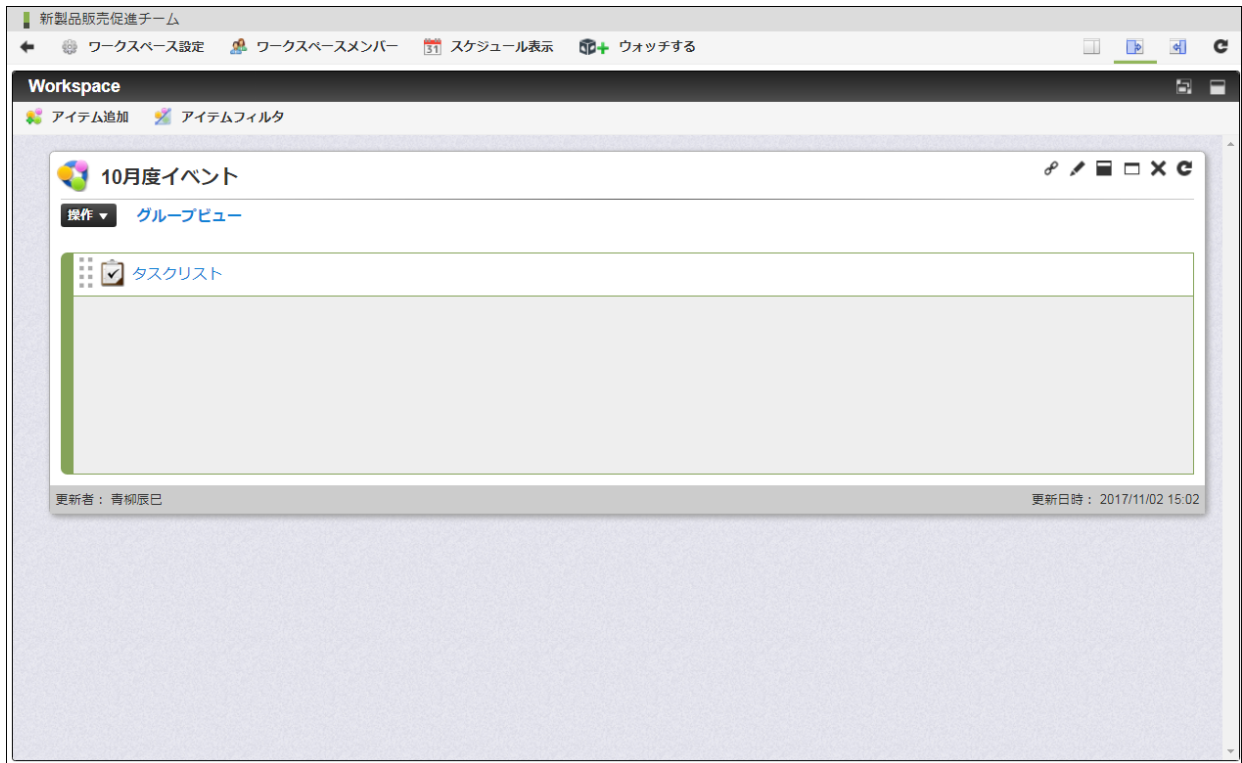 新製品販売促進チーム
ワークスペース設定 ワークスペースメンバー 31 スケジュール表示 ウォッチする
Workspace
アイテム追加 アイテムフィルタ
10月度イベント
操作 ▼ グループビュー
タスクリスト
更新者： 青柳辰巳 更新日時： 2017/11/02 15:02